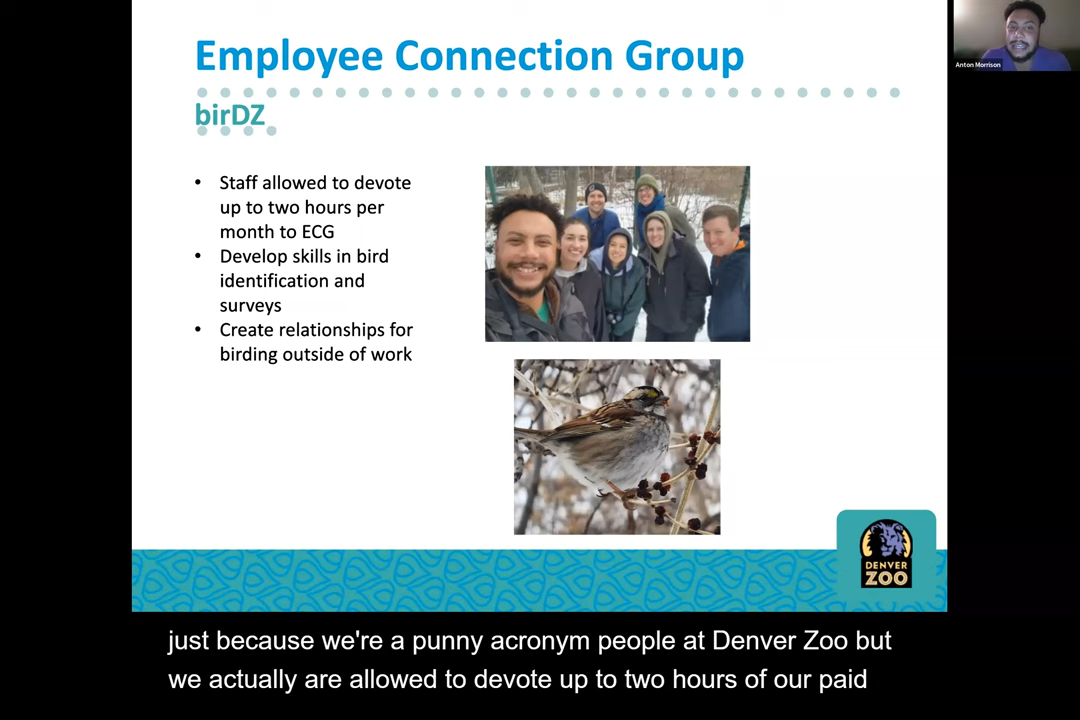 Employee Connection Group
birDZ
• Staff allowed to devote
up to two hours per
month to ECG
• Develop skills in bird
identification and
surveys
• Create relationships for
birding outside of work
Anton Morrison
DENVER
ZOO
just because we're a punny acronym people at Denver Zoo but
we actually are allowed to devote up to two hours of our paid